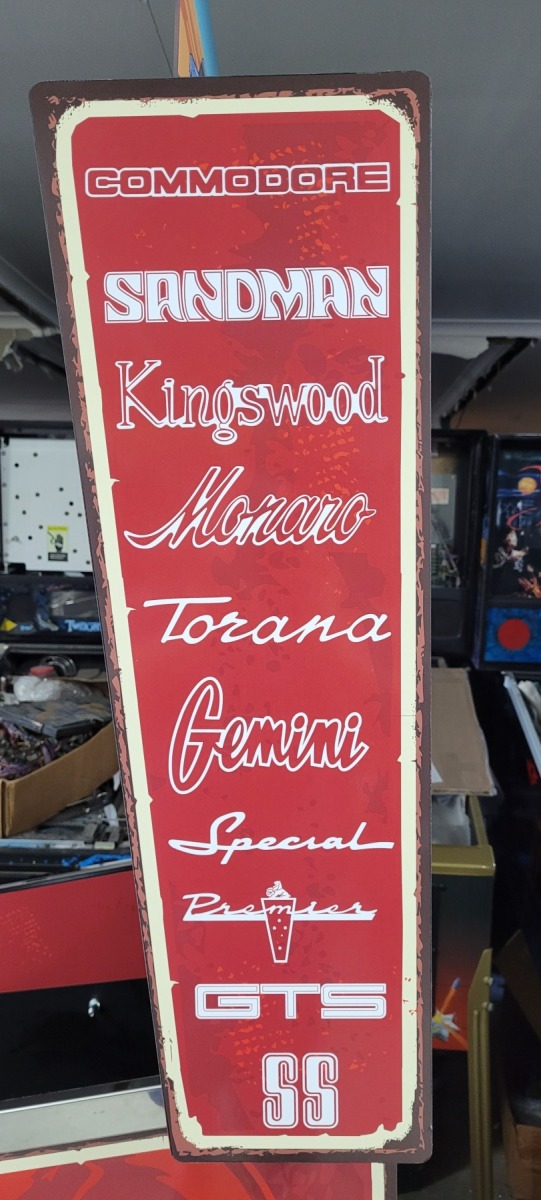 COMMODORE
SANDMAN
Kingswood
Monaro
Torana
Gemini
Special
Premier
GTS
SS